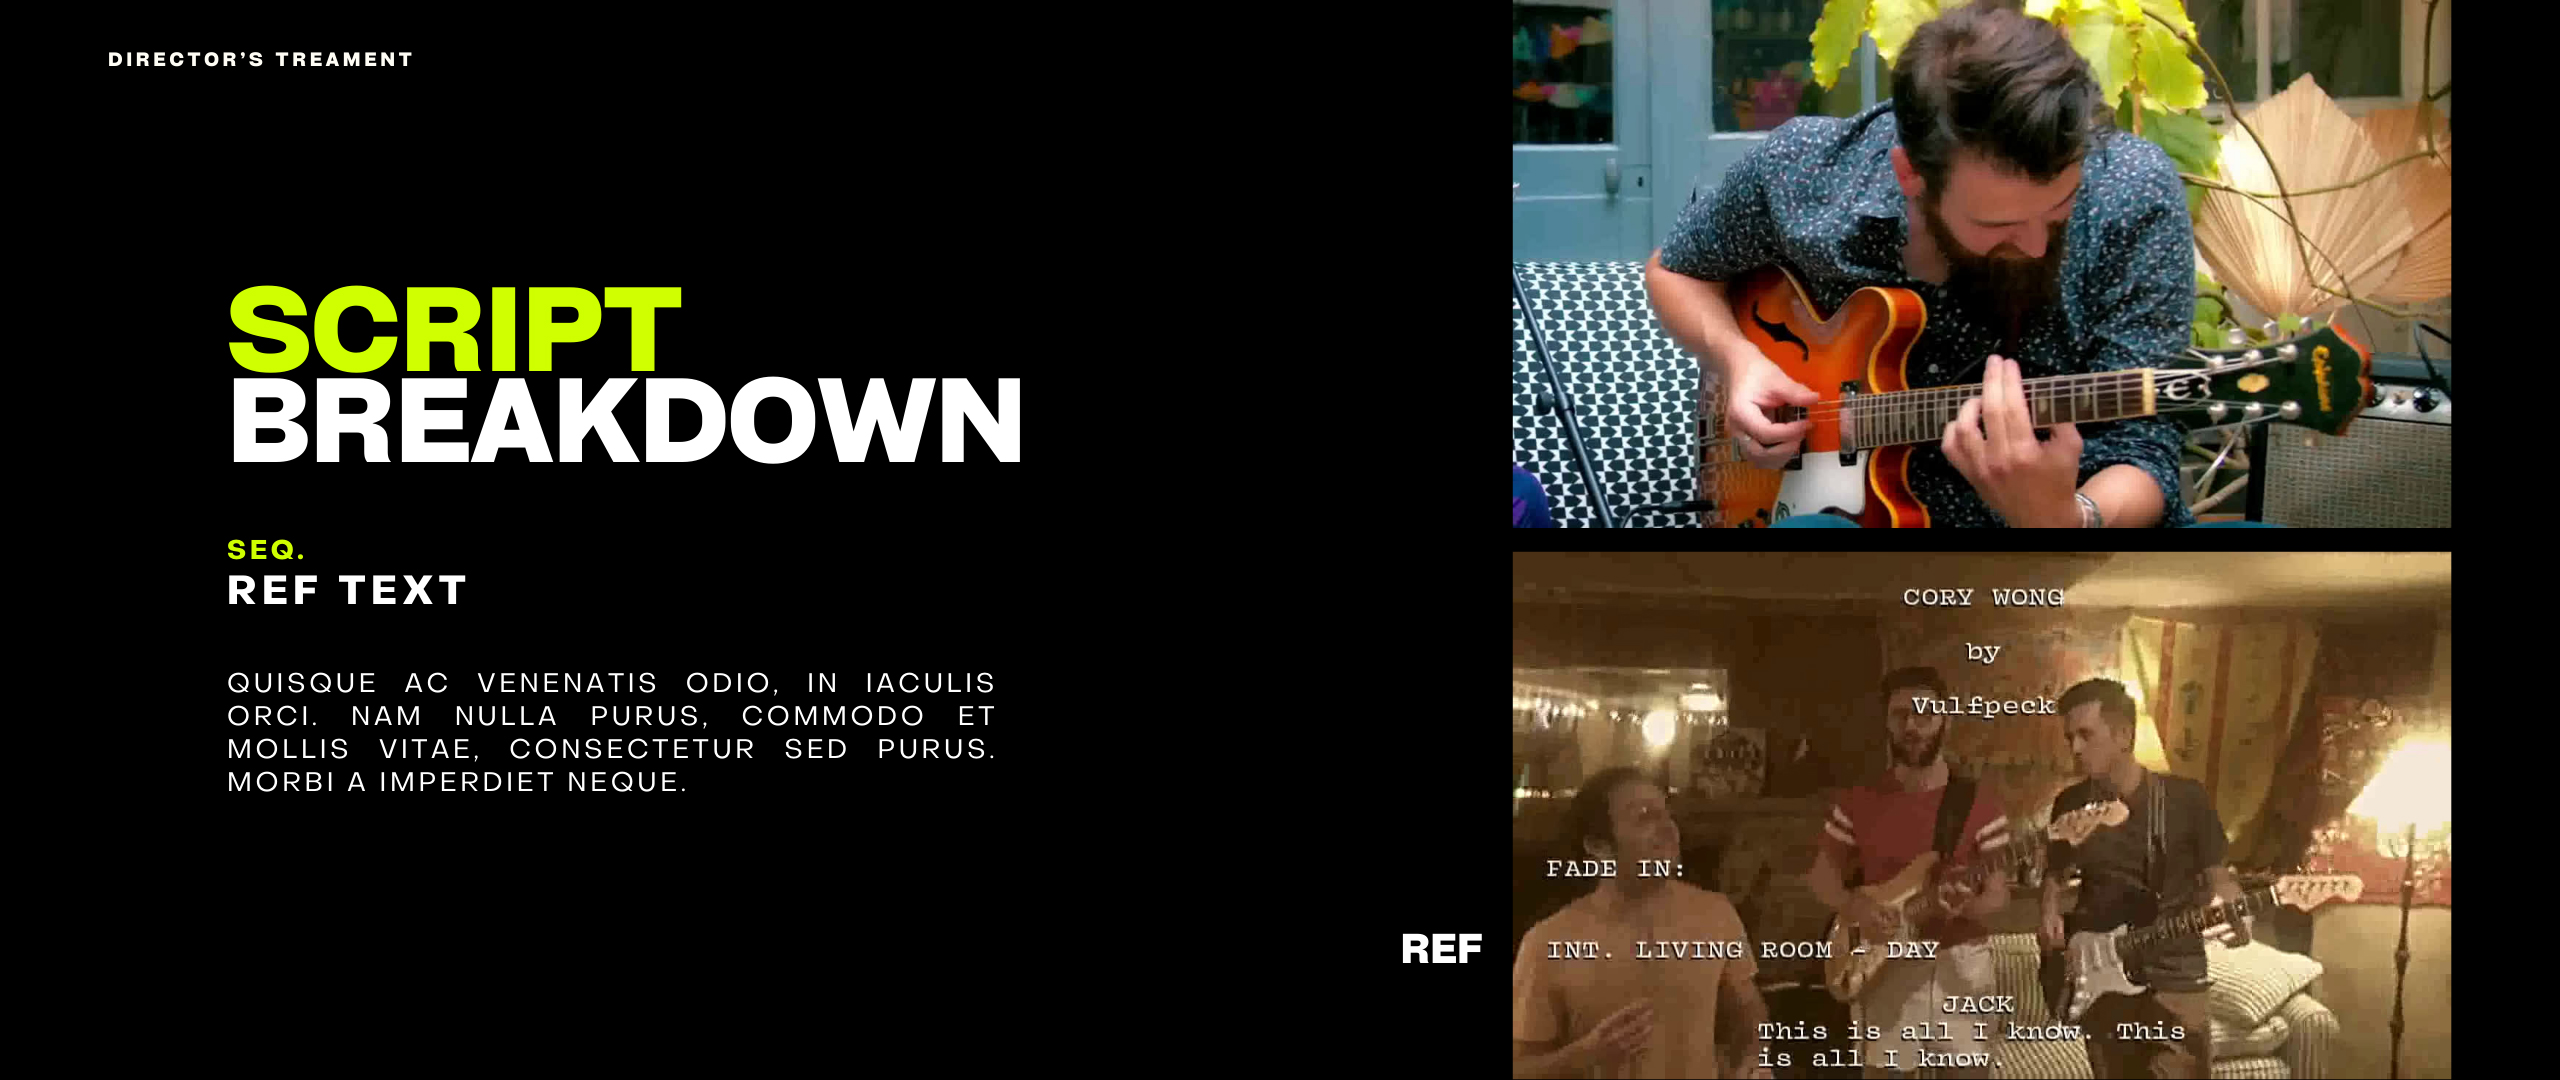 DIRECTOR'S TREAMENT
SCRIPT
BREAKDOWN
SEQ.
REF TEXT
QUISQUE AC VENENATIS ODIO, IN IACULIS
ORCI. NAM NULLA PURUS, COMMODO ET
MOLLIS VITAE, CONSECTETUR SED PURUS.
MORBI A IMPERDIET NEQUE.
REF
CORY WONG
by
Vulfpeck
FADE IN:
INT. LIVING ROOM - DAY
JACK
This is all I know. This
is all I know.